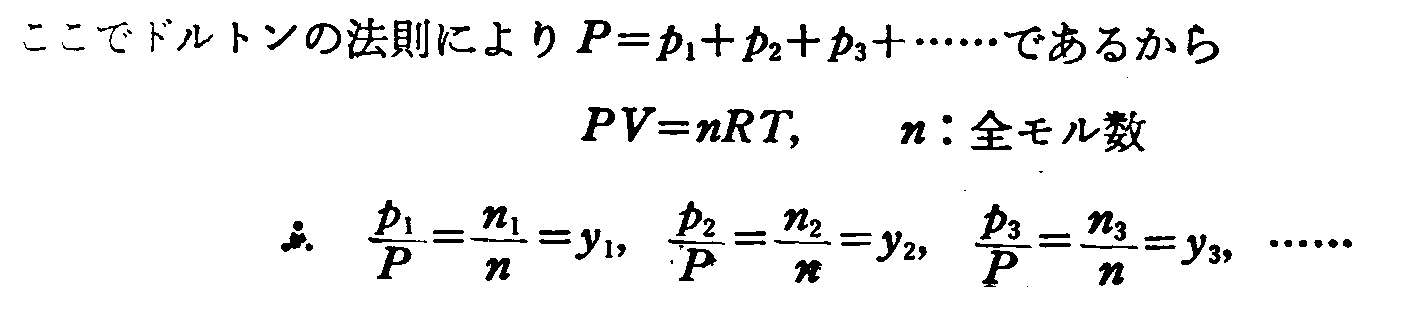 ここでドルトンの法則により P=p₁+p₂+p₃+……であるから
PV=nRT, n：全モル数
∴ p₁/P=n₁/n=y₁, p₂/P=n₂/n=y₂, p₃/P=n₃/n=y₃, ……